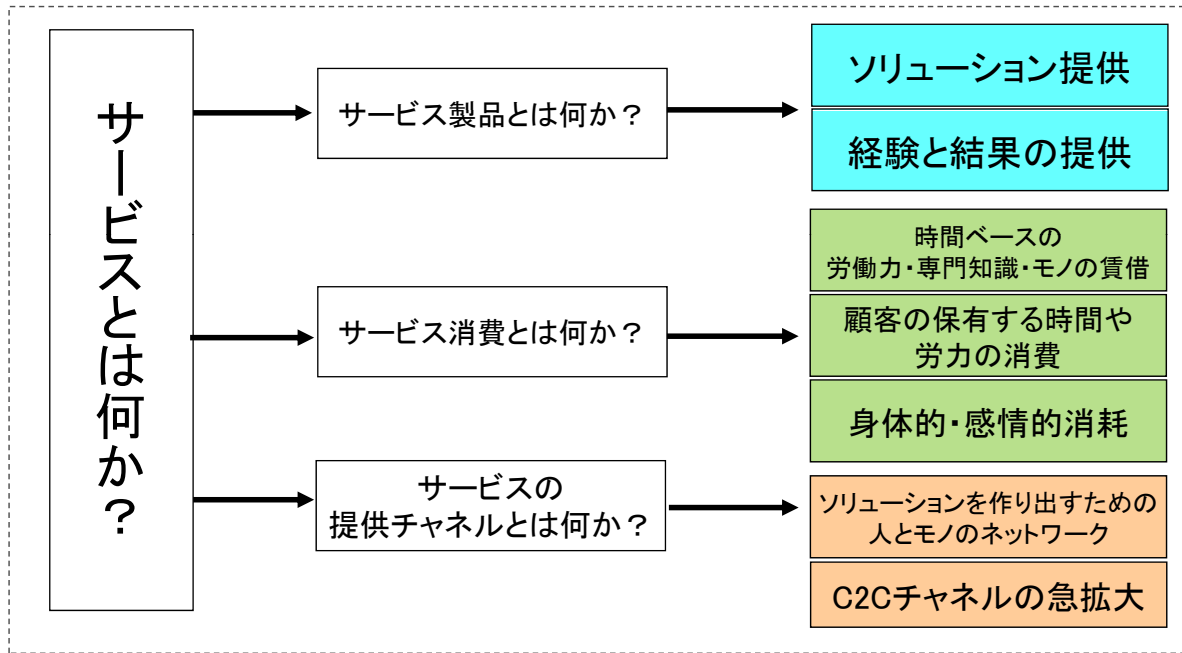 サービスとは何か？
サービス製品とは何か？
ソリューション提供
経験と結果の提供
サービス消費とは何か？
時間ベースの
労働力・専門知識・モノの賃借
顧客の保有する時間や
労力の消費
身体的・感情的消耗
サービスの
提供チャネルとは何か？
ソリューションを作り出すための
人とモノのネットワーク
C2Cチャネルの急拡大